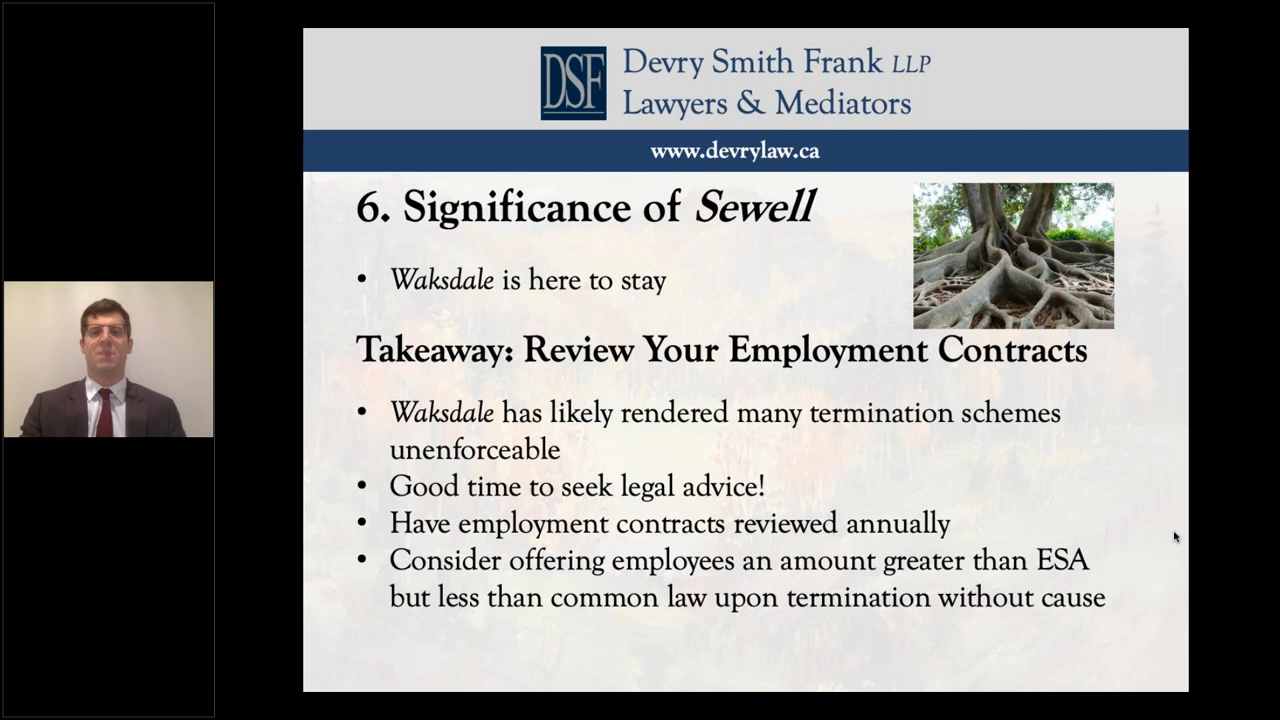 DSF
Devry Smith Frank LLP
Lawyers & Mediators
www.devrylaw.ca
6. Significance of Sewell
• Waksdale is here to stay
Takeaway: Review Your Employment Contracts
• Waksdale has likely rendered many termination schemes
unenforceable
• Good time to seek legal advice!
• Have employment contracts reviewed annually
• Consider offering employees an amount greater than ESA
but less than common law upon termination without cause